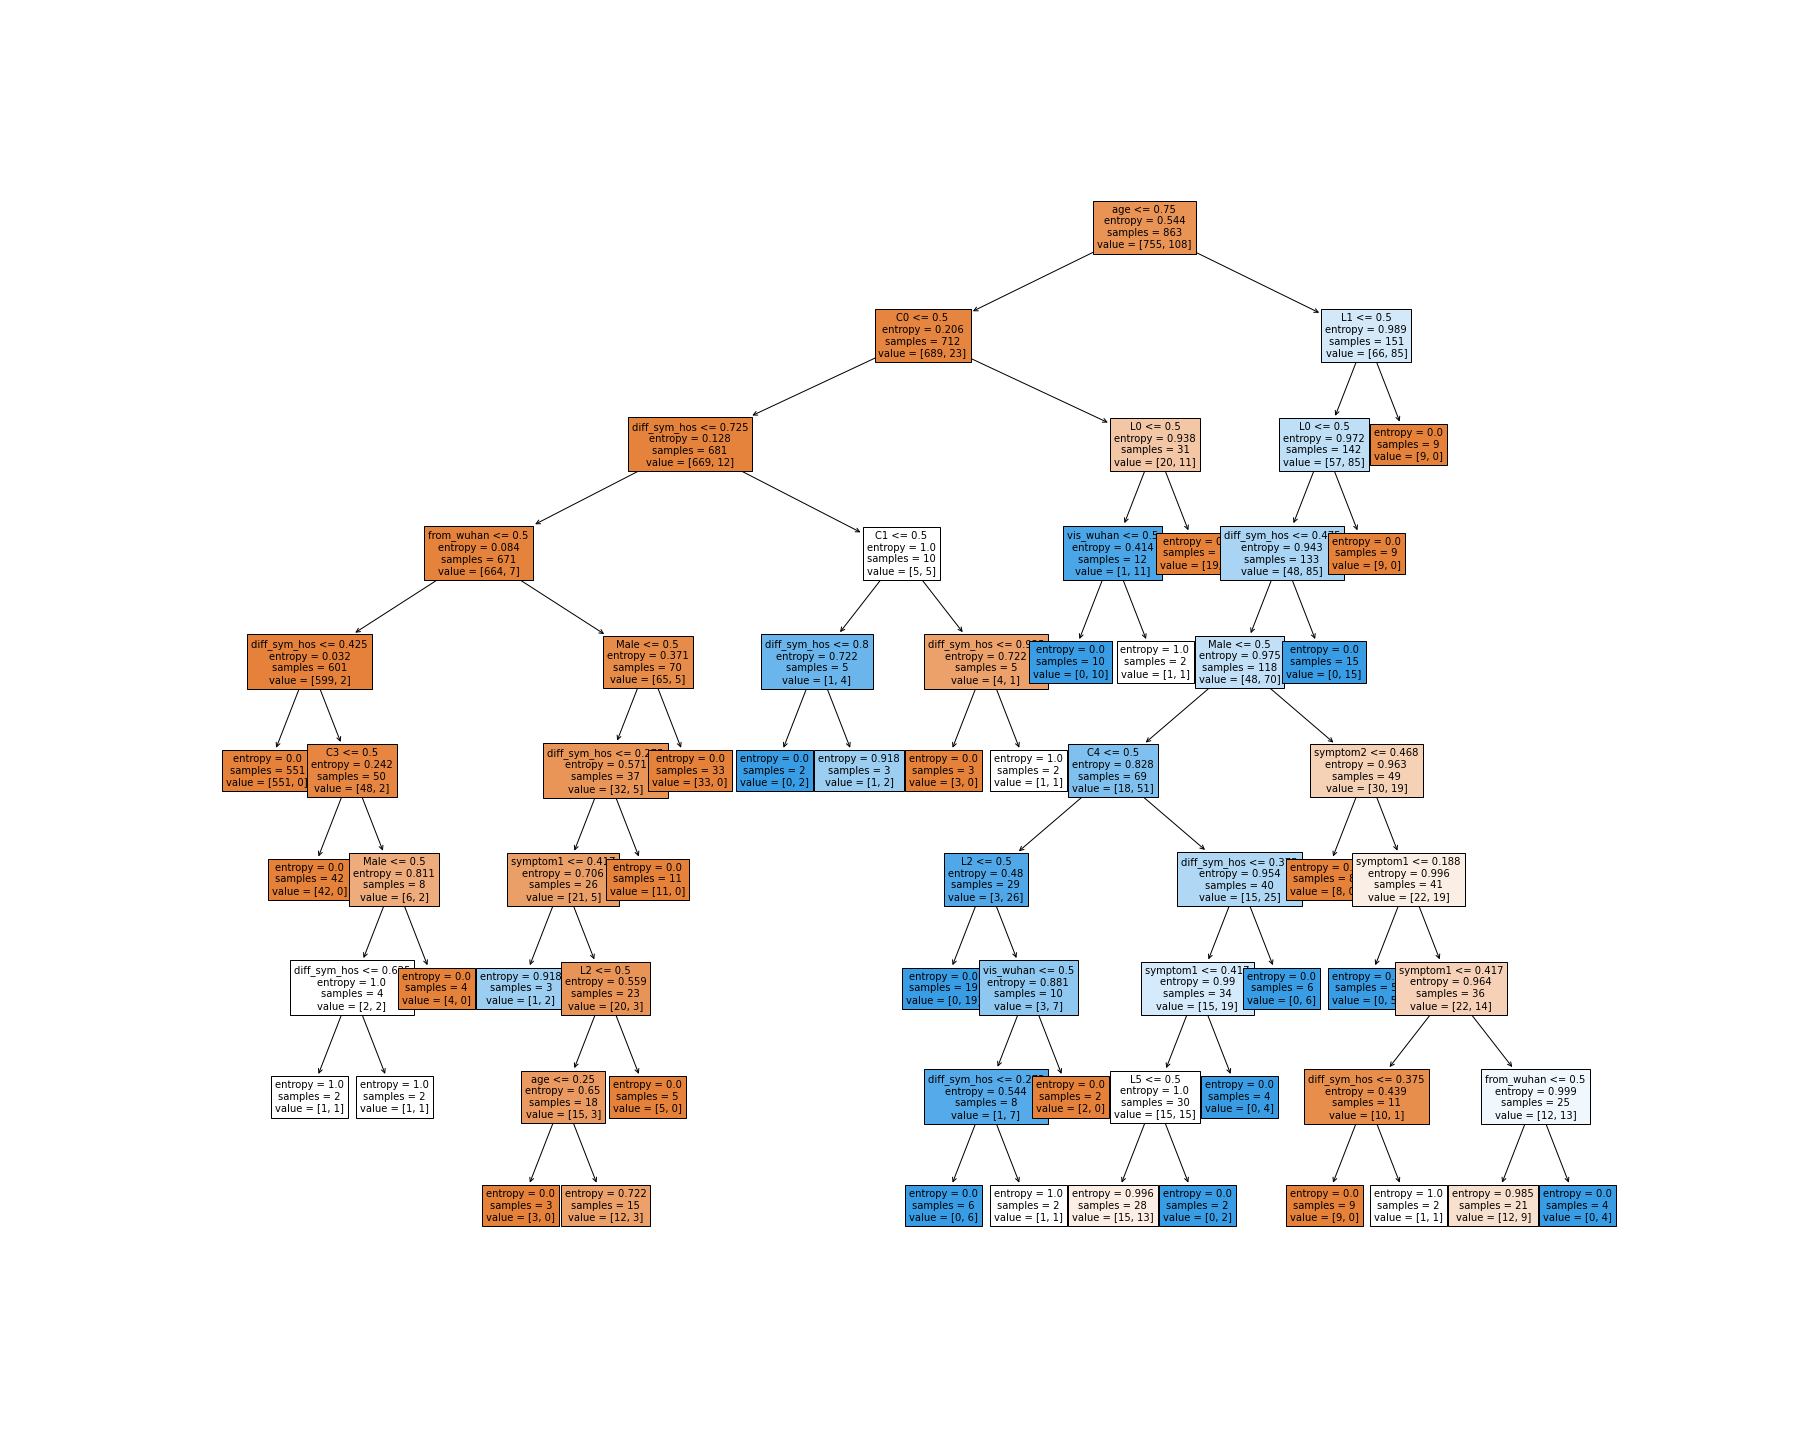 age <= 0.75
entropy = 0.544
samples = 863
value = [755, 108]
C0 <= 0.5
entropy = 0.206
samples = 712
value = [689, 23]
L1 <= 0.5
entropy = 0.989
samples = 151
value = [66, 85]
diff_sym_hos <= 0.725
entropy = 0.128
samples = 681
value = [669, 12]
L0 <= 0.5
entropy = 0.938
samples = 31
value = [20, 11]
L0 <= 0.5
entropy = 0.972
samples = 142
value = [57, 85]
entropy = 0.0
samples = 9
value = [9, 0]
from_wuhan <= 0.5
entropy = 0.084
samples = 671
value = [664, 7]
C1 <= 0.5
entropy = 1.0
samples = 10
value = [5, 5]
vis_wuhan <= 0.5
entropy = 0.414
samples = 12
value = [1, 11]
entropy =
samples =
value = [19,
diff_sym_hos <=
entropy = 0.943
samples = 133
value = [48, 85]
entropy = 0.0
samples = 9
value = [9, 0]
diff_sym_hos <= 0.425
entropy = 0.032
samples = 601
value = [599, 2]
Male <= 0.5
entropy = 0.371
samples = 70
value = [65, 5]
diff_sym_hos <= 0.8
entropy = 0.722
samples = 5
value = [1, 4]
diff_sym_hos <=
entropy = 0.722
samples = 5
value = [4, 1]
entropy = 0.0
samples = 10
value = [0, 10]
entropy = 1.0
samples = 2
value = [1, 1]
Male <= 0.5
entropy = 0.975
samples = 118
value = [48, 70]
entropy = 0.0
samples = 15
value = [0, 15]
entropy = 0.0
samples = 551
value = [551, 0]
C3 <= 0.5
entropy = 0.242
samples = 50
value = [48, 2]
diff_sym_hos <=
entropy = 0.571
samples = 37
value = [32, 5]
entropy = 0.0
samples = 33
value = [33, 0]
entropy = 0.0
samples = 2
value = [0, 2]
entropy = 0.918
samples = 3
value = [1, 2]
entropy = 0.0
samples = 3
value = [3, 0]
entropy = 1.0
samples = 2
value = [1, 1]
C4 <= 0.5
entropy = 0.828
samples = 69
value = [18, 51]
symptom2 <= 0.468
entropy = 0.963
samples = 49
value = [30, 19]
entropy = 0.0
samples = 42
value = [42, 0]
Male <= 0.5
entropy = 0.811
samples = 8
value = [6, 2]
symptom1 <= 0.417
entropy = 0.706
samples = 26
value = [21, 5]
entropy = 0.0
samples = 11
value = [11, 0]
L2 <= 0.5
entropy = 0.48
samples = 29
value = [3, 26]
diff_sym_hos <=
entropy = 0.954
samples = 40
value = [15, 25]
entropy =
samples =
value = [8,
symptom1 <= 0.188
entropy = 0.996
samples = 41
value = [22, 19]
diff_sym_hos <=
entropy = 1.0
samples = 4
value = [2, 2]
entropy = 0.0
samples = 4
value = [4, 0]
entropy = 0.918
samples = 3
value = [1, 2]
L2 <= 0.5
entropy = 0.559
samples = 23
value = [20, 3]
entropy = 0.0
samples = 19
value = [0, 19
vis_wuhan <= 0.5
entropy = 0.881
samples = 10
value = [3, 7]
symptom1 <= 0.417
entropy = 0.99
samples = 34
value = [15, 19]
entropy = 0.0
samples = 6
value = [0, 6]
entropy =
samples =
value = [0, 5
symptom1 <= 0.417
entropy = 0.964
samples = 36
value = [22, 14]
entropy = 1.0
samples = 2
value = [1, 1]
entropy = 1.0
samples = 2
value = [1, 1]
age <= 0.25
entropy = 0.65
samples = 18
value = [15, 3]
entropy = 0.0
samples = 5
value = [5, 0]
diff_sym_hos <=
entropy = 0.544
samples = 8
value = [1, 7]
entropy = 0.0
samples = 2
value = [2, 0]
L5 <= 0.5
entropy = 1.0
samples = 30
value = [15, 15]
entropy = 0.0
samples = 4
value = [0, 4]
diff_sym_hos <= 0.375
entropy = 0.439
samples = 11
value = [10, 1]
from_wuhan <= 0.5
entropy = 0.999
samples = 25
value = [12, 13]
entropy = 0.0
samples = 3
value = [3, 0]
entropy = 0.722
samples = 15
value = [12, 3]
entropy = 0.0
samples = 6
value = [0, 6]
entropy = 1.0
samples = 2
value = [1, 1]
entropy = 0.996
samples = 28
value = [15, 13]
entropy = 0.0
samples = 2
value = [0, 2]
entropy = 0.0
samples = 9
value = [9, 0]
entropy = 1.0
samples = 2
value = [1, 1]
entropy = 0.985
samples = 21
value = [12, 9]
entropy = 0.0
samples = 4
value = [0, 4]